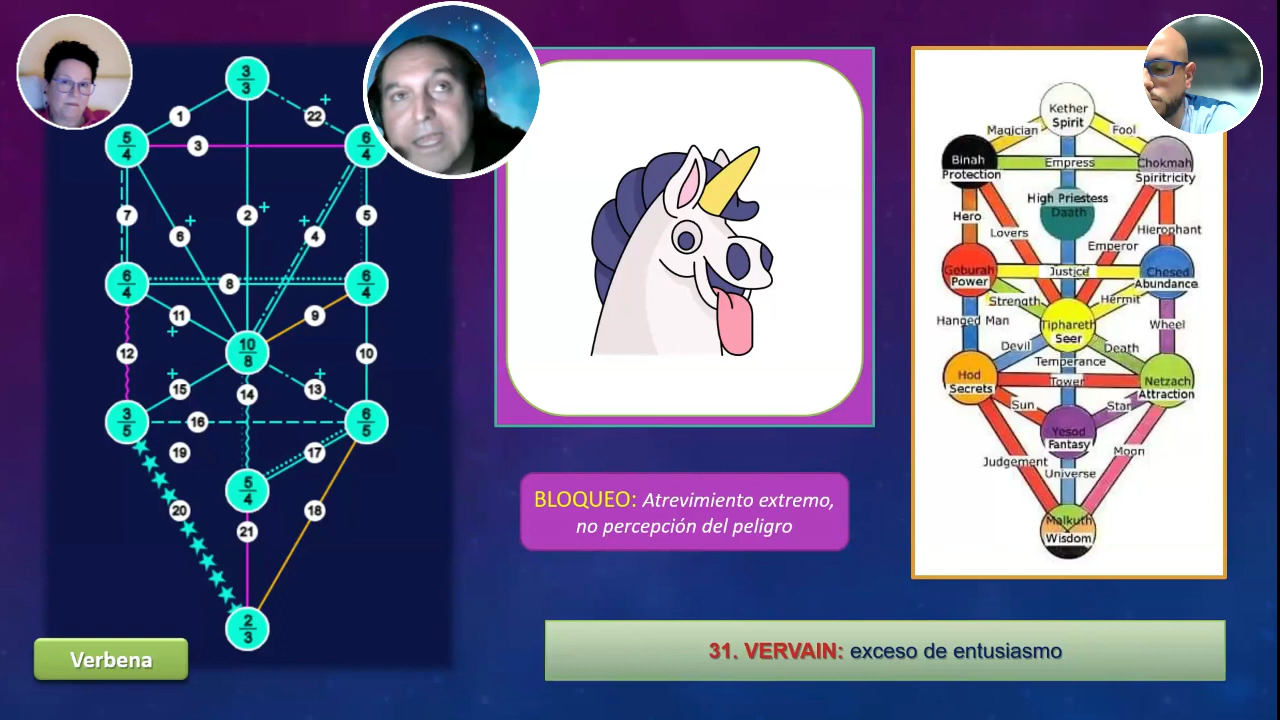 3
3
1
22
+
5
4
3
6
4
7
6
+
2
+
+
4
5
6
4
8
6
4
11
+
9
10
8
12
10
+
15
14
+
13
3
5
16
6
5
19
17
5
4
20
18
21
2
3
Verbena
BLOQUEO: Atrevimiento extremo,
no percepción del peligro
31. VERVAIN: exceso de entusiasmo
Kether
Spirit
Magician
Fool
Binah
Protection
Empress
Chokmah
Spiritricity
High Priestess
Daath
Hero
Lovers
Emperor
Hierophant
Geburah
Power
Justice
Chesed
Abundance
Strength
Hermit
Hanged Man
Tiphareth
Seer
Wheel
Devil
Death
Temperance
Hod
Secrets
Tower
Netzach
Attraction
Sun
Star
Yesod
Fantasy
Judgement
Moon
Universe
Malkuth
Wisdom